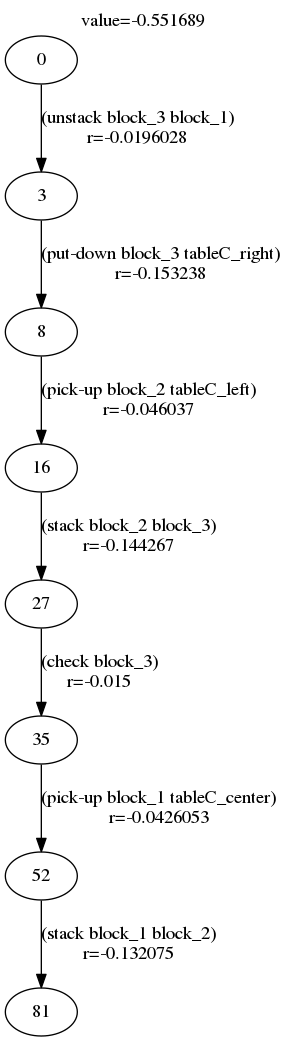 value=-0.551689
0
(unstack block_3 block_1)
r=-0.0196028
3
(put-down block_3 tableC_right)
r=-0.153238
8
(pick-up block_2 tableC_left)
r=-0.046037
16
(stack block_2 block_3)
r=-0.144267
27
(check block_3)
r=-0.015
35
(pick-up block_1 tableC_center)
r=-0.0426053
52
(stack block_1 block_2)
r=-0.132075
81